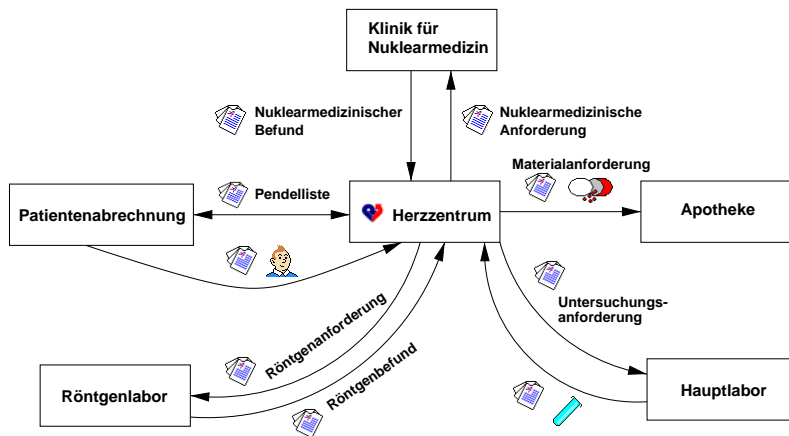 Klinik für
Nuklearmedizin
Nuklearmedizinischer
Befund
Nuklearmedizinische
Anforderung
Materialanforderung
Patientenabrechnung
Pendelliste
Herzzentrum
Apotheke
Untersuchungs-
anforderung
Röntgenanforderung
Röntgenbefund
Röntgenlabor
Hauptlabor